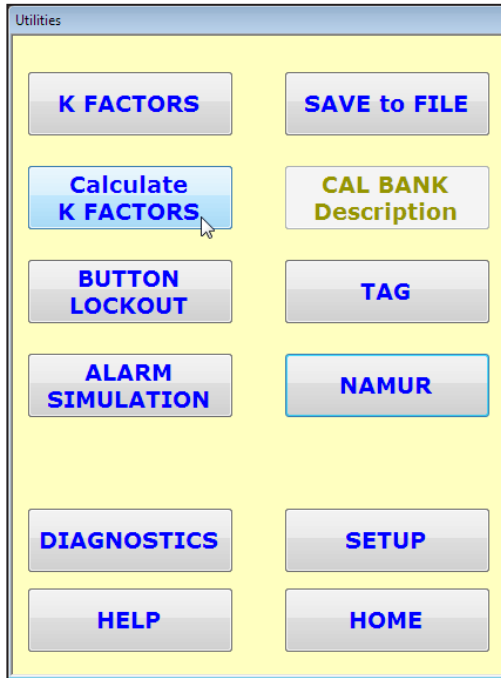 Utilities
K FACTORS
SAVE to FILE
Calculate
K FACTORS
CAL BANK
Description
BUTTON
LOCKOUT
TAG
ALARM
SIMULATION
NAMUR
DIAGNOSTICS
SETUP
HELP
HOME